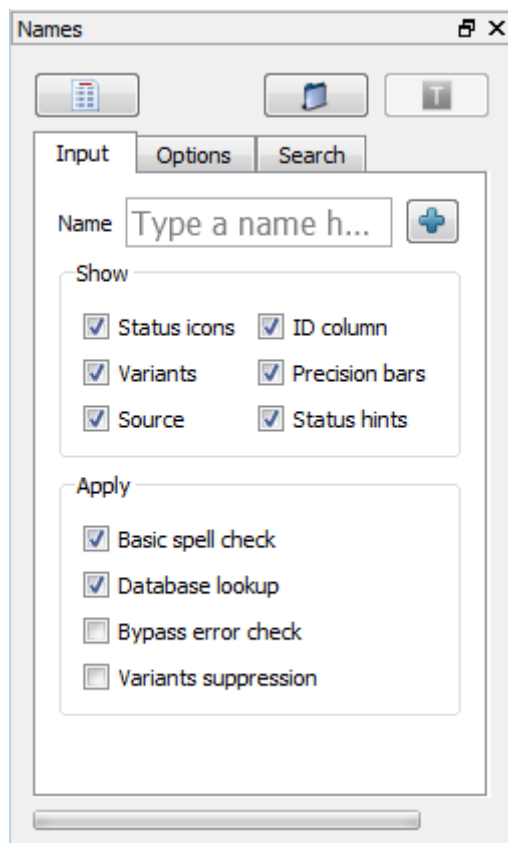 Names
T
Input Options Search
Name Type a name h...
Show
Status icons ID column
Variants Precision bars
Source Status hints
Apply
Basic spell check
Database lookup
Bypass error check
Variants suppression